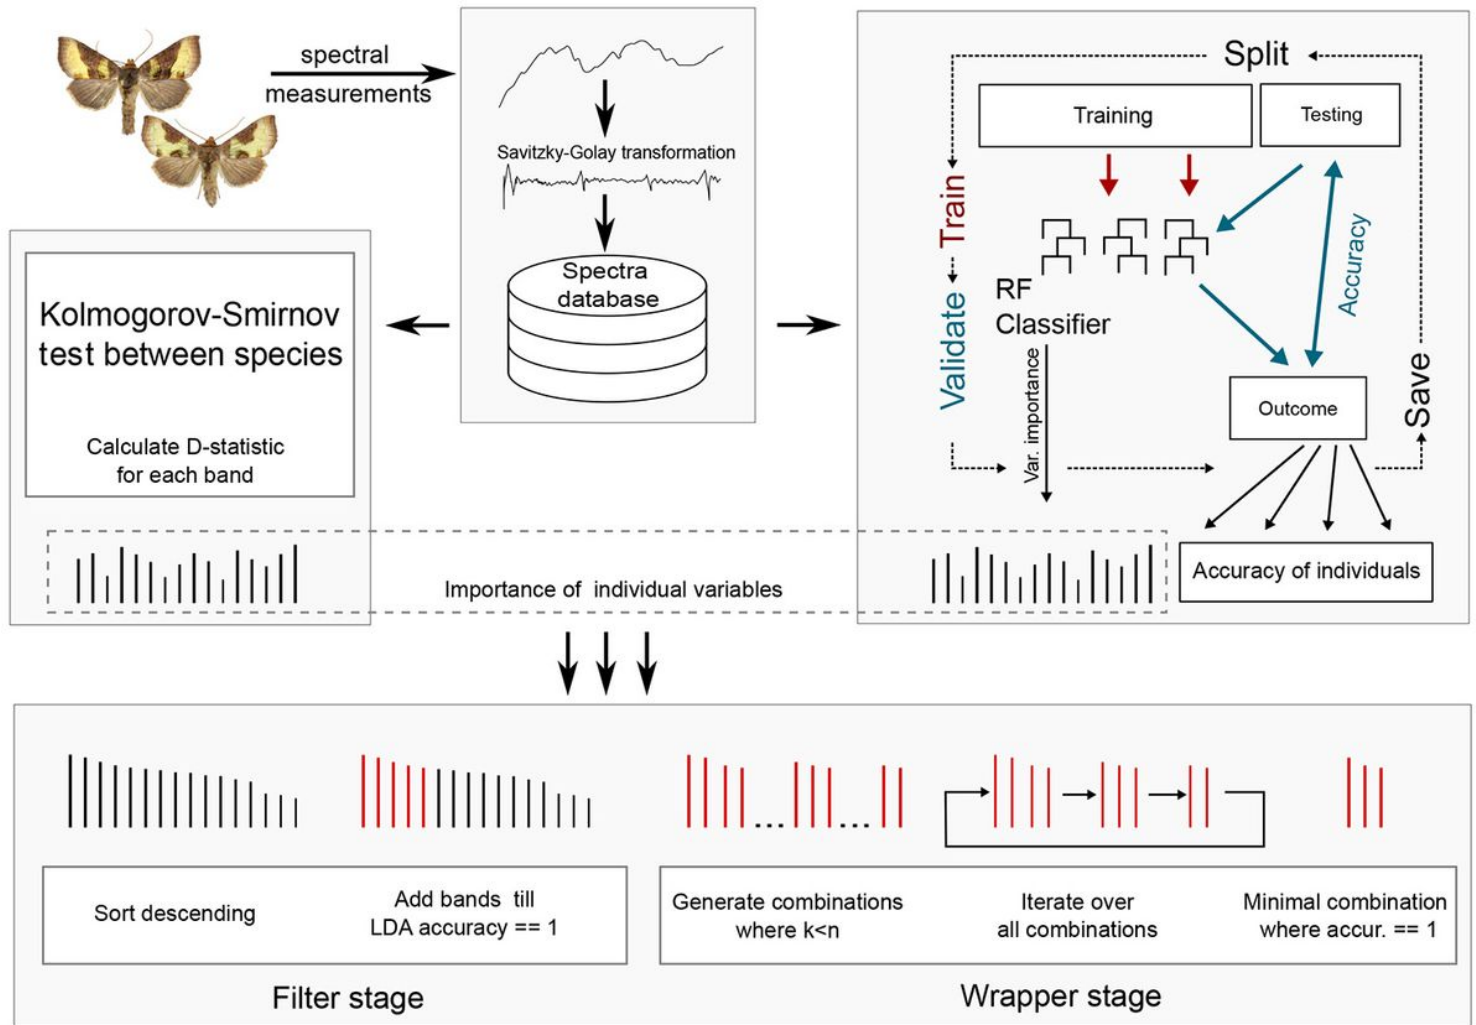 spectral
measurements
Savitzky-Golay transformation
Spectra
database
Kolmogorov-Smirnov
test between species
Calculate D-statistic
for each band
Split
Training
Testing
Train
Validate
RF
Classifier
Var. importance
Accuracy
Outcome
Save
Accuracy of individuals
Importance of individual variables
Sort descending
Add bands till
LDA accuracy == 1
Filter stage
Generate combinations
where k<n
Iterate over
all combinations
Minimal combination
where accur. == 1
Wrapper stage